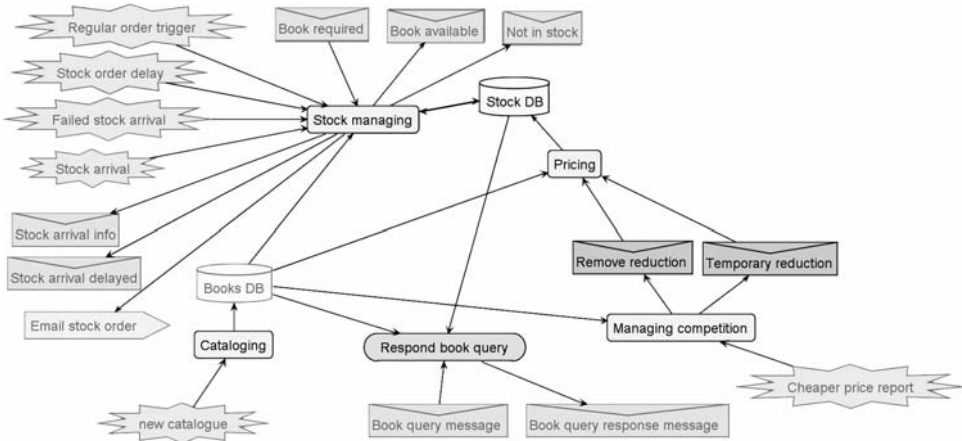 Regular order trigger
Book required
Book available
Not in stock
Stock order delay
Stock DB
Failed stock arrival
Stock managing
Stock arrival
Pricing
Stock arrival info
Stock arrival delayed
Remove reduction
Temporary reduction
Books DB
Email stock order
Managing competition
Cataloging
Respond book query
Cheaper price report
new catalogue
Book query message
Book query response message